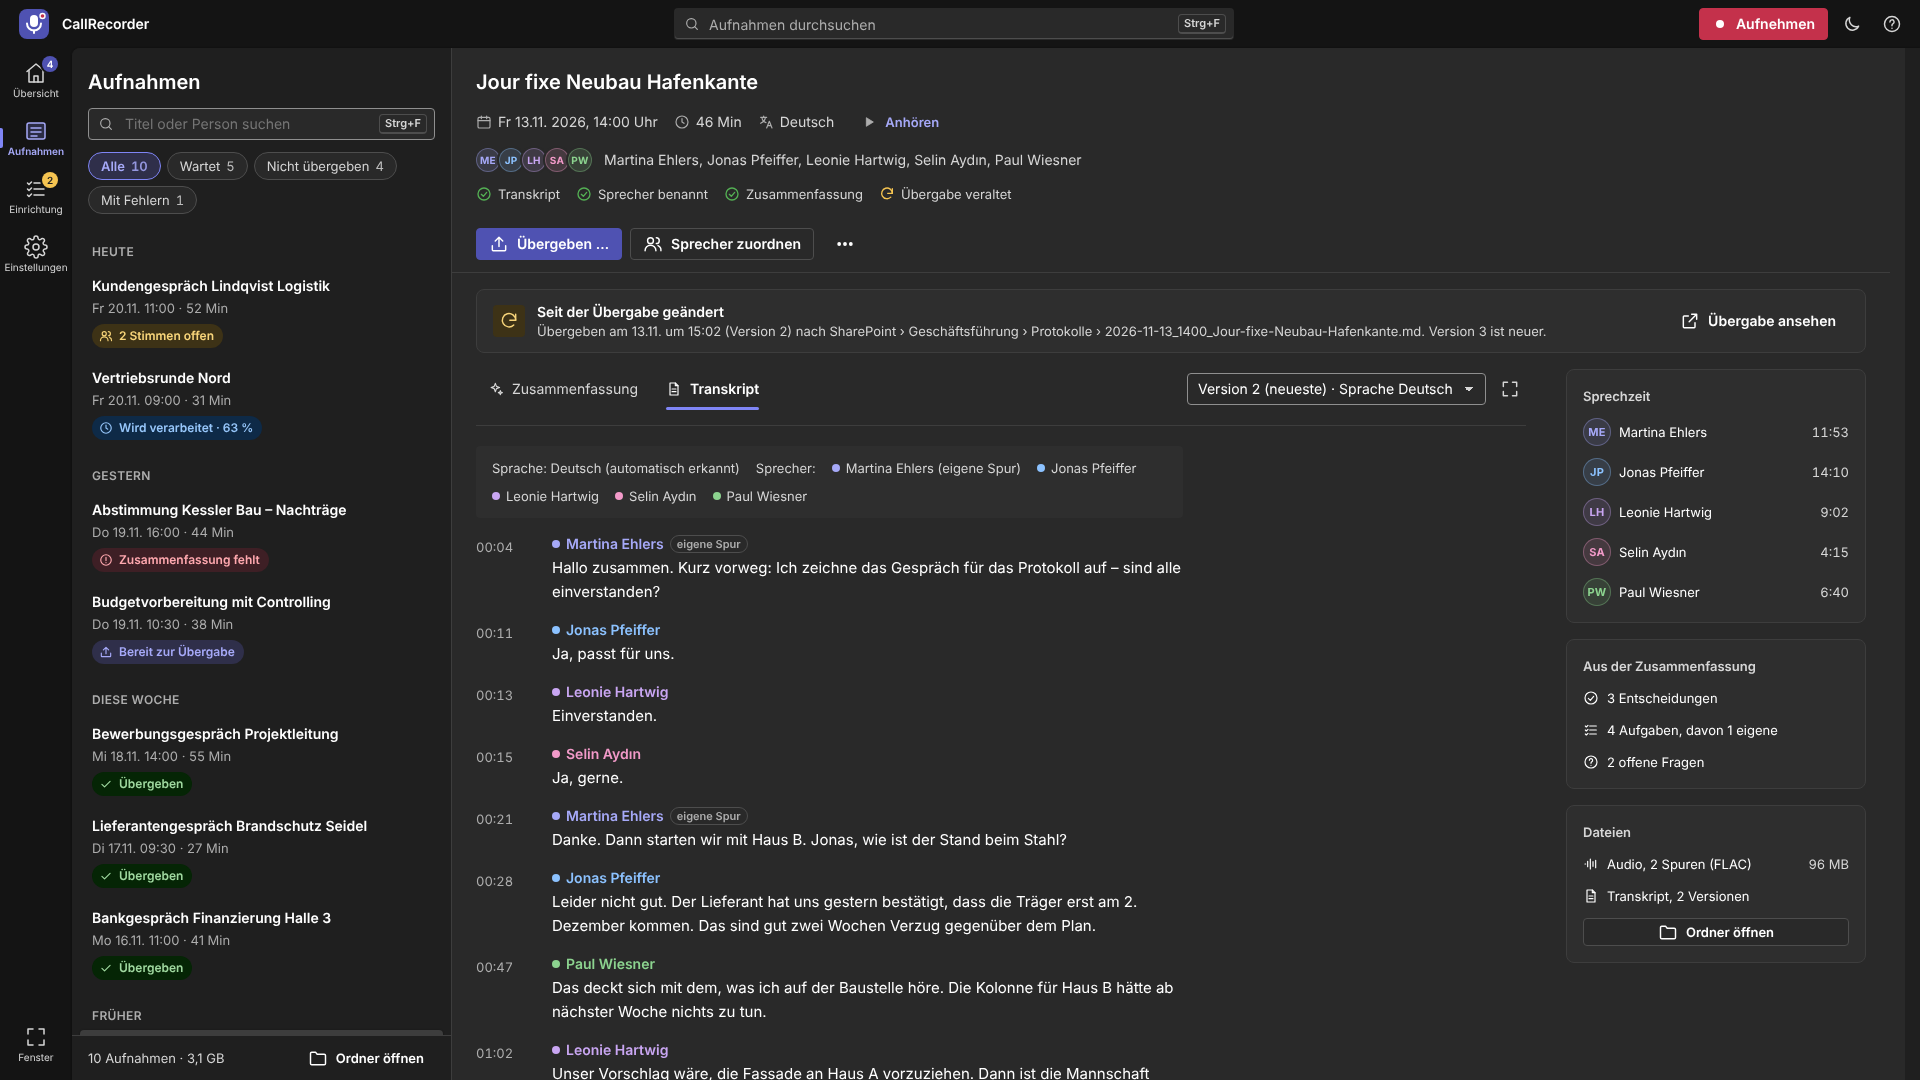 CallRecorder
Aufnahmen durchsuchen
Strg+F
Aufnehmen
4
Übersicht
Aufnahmen
2
Einrichtung
Einstellungen
Fenster
Aufnahmen
Titel oder Person suchen
Strg+F
Alle 10
Wartet 5
Nicht übergeben 4
Mit Fehlern 1
HEUTE
Kundengespräch Lindqvist Logistik
Fr 20.11. 11:00 · 52 Min
2 Stimmen offen
Vertriebsrunde Nord
Fr 20.11. 09:00 · 31 Min
Wird verarbeitet · 63 %
GESTERN
Abstimmung Kessler Bau – Nachträge
Do 19.11. 16:00 · 44 Min
Zusammenfassung fehlt
Budgetvorbereitung mit Controlling
Do 19.11. 10:30 · 38 Min
Bereit zur Übergabe
DIESE WOCHE
Bewerbungsgespräch Projektleitung
Mi 18.11. 14:00 · 55 Min
Übergeben
Lieferantengespräch Brandschutz Seidel
Di 17.11. 09:30 · 27 Min
Übergeben
Bankgespräch Finanzierung Halle 3
Mo 16.11. 11:00 · 41 Min
Übergeben
FRÜHER
10 Aufnahmen · 3,1 GB
Ordner öffnen
Jour fixe Neubau Hafenkante
Fr 13.11. 2026, 14:00 Uhr
46 Min
Deutsch
Anhören
ME JP LH SA PW
Martina Ehlers, Jonas Pfeiffer, Leonie Hartwig, Selin Aydın, Paul Wiesner
Transkript
Sprecher benannt
Zusammenfassung
Übergabe veraltet
Übergeben ...
Sprecher zuordnen
Seit der Übergabe geändert
Übergeben am 13.11. um 15:02 (Version 2) nach SharePoint › Geschäftsführung › Protokolle › 2026-11-13_1400_Jour-fixe-Neubau-Hafenkante.md. Version 3 ist neuer.
Übergabe ansehen
Zusammenfassung
Transkript
Version 2 (neueste) · Sprache Deutsch
Sprache: Deutsch (automatisch erkannt) Sprecher: Martina Ehlers (eigene Spur) Jonas Pfeiffer
Leonie Hartwig Selin Aydın Paul Wiesner
00:04
Martina Ehlers eigene Spur
Hallo zusammen. Kurz vorweg: Ich zeichne das Gespräch für das Protokoll auf – sind alle
einverstanden?
00:11
Jonas Pfeiffer
Ja, passt für uns.
00:13
Leonie Hartwig
Einverstanden.
00:15
Selin Aydın
Ja, gerne.
00:21
Martina Ehlers eigene Spur
Danke. Dann starten wir mit Haus B. Jonas, wie ist der Stand beim Stahl?
00:28
Jonas Pfeiffer
Leider nicht gut. Der Lieferant hat uns gestern bestätigt, dass die Träger erst am 2.
Dezember kommen. Das sind gut zwei Wochen Verzug gegenüber dem Plan.
00:47
Paul Wiesner
Das deckt sich mit dem, was ich auf der Baustelle höre. Die Kolonne für Haus B hätte ab
nächster Woche nichts zu tun.
01:02
Leonie Hartwig
Unser Vorschlag wäre, die Fassade an Haus A vorzuziehen. Dann ist die Mannschaft
Sprechzeit
ME Martina Ehlers 11:53
JP Jonas Pfeiffer 14:10
LH Leonie Hartwig 9:02
SA Selin Aydın 4:15
PW Paul Wiesner 6:40
Aus der Zusammenfassung
3 Entscheidungen
4 Aufgaben, davon 1 eigene
2 offene Fragen
Dateien
Audio, 2 Spuren (FLAC) 96 MB
Transkript, 2 Versionen
Ordner öffnen